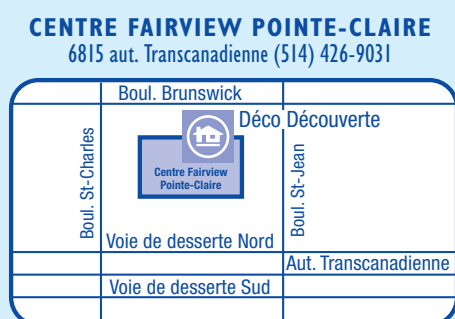 CENTRE FAIRVIEW POINTE-CLAIRE
6815 aut. Transcanadienne (514) 426-9031
Boul. Brunswick
Déco Découverte
Boul. St-Charles
Centre Fairview
Pointe-Claire
Boul. St-Jean
Voie de desserte Nord
Aut. Transcanadienne
Voie de desserte Sud